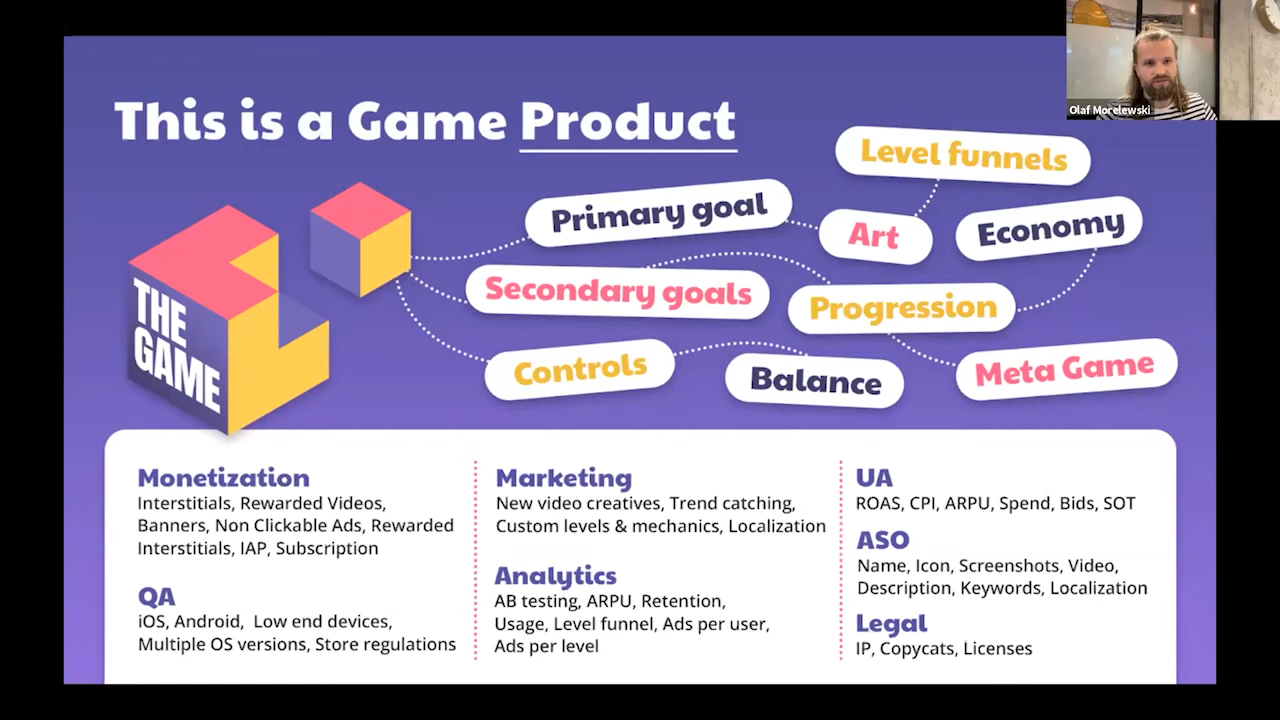 Olaf Morelewski
This is a Game Product
Level funnels
Primary goal
Art
Economy
Secondary goals
Progression
Controls
Balance
Meta Game
THE
GAME
Monetization
Interstitials, Rewarded Videos,
Banners, Non Clickable Ads, Rewarded
Interstitials, IAP, Subscription
QA
iOS, Android, Low end devices,
Multiple OS versions, Store regulations
Marketing
New video creatives, Trend catching,
Custom levels & mechanics, Localization
Analytics
AB testing, ARPU, Retention,
Usage, Level funnel, Ads per user,
Ads per level
UA
ROAS, CPI, ARPU, Spend, Bids, SOT
ASO
Name, Icon, Screenshots, Video,
Description, Keywords, Localization
Legal
IP, Copycats, Licenses